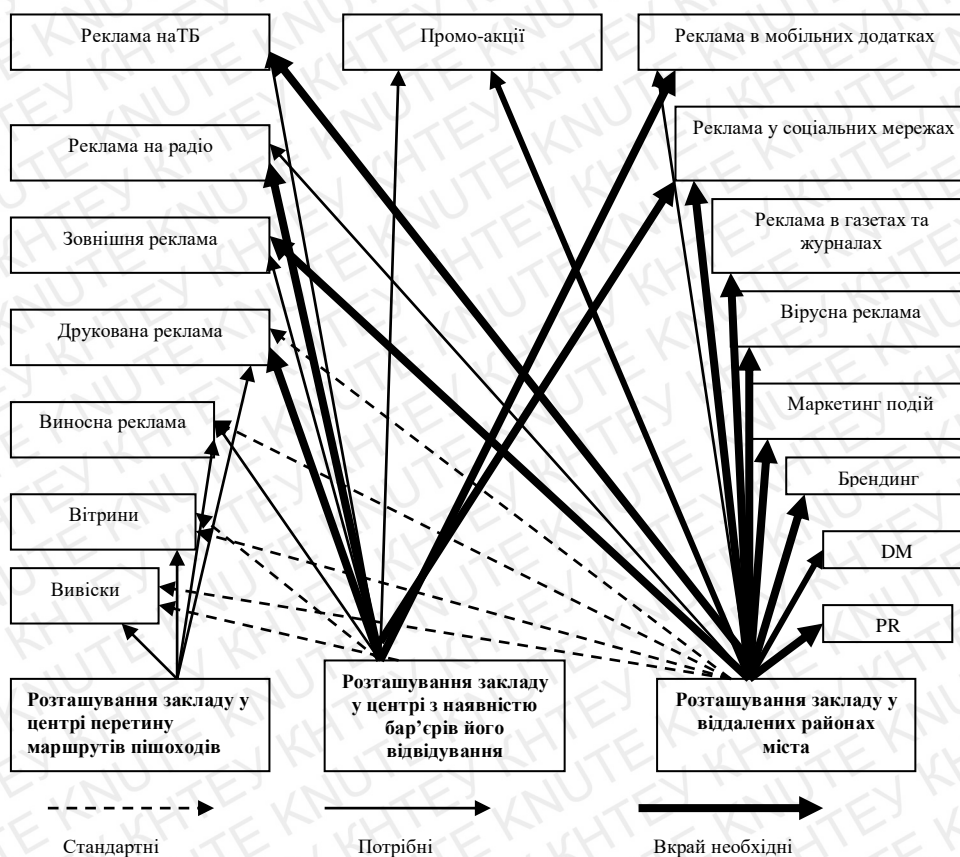 Реклама наТБ
Промо-акції
Реклама в мобільних додатках
Реклама на радіо
Реклама у соціальних мережах
Зовнішня реклама
Реклама в газетах та
журналах
Друкована реклама
Вірусна реклама
Виносна реклама
Маркетинг подій
Брендинг
Вітрини
DM
Вивіски
PR
Розташування закладу у
центрі перетину
маршрутів пішоходів
Розташування закладу
у центрі з наявністю
бар’єрів його
відвідування
Розташування закладу у
віддалених районах
міста
Стандартні
Потрібні
Вкрай необхідні